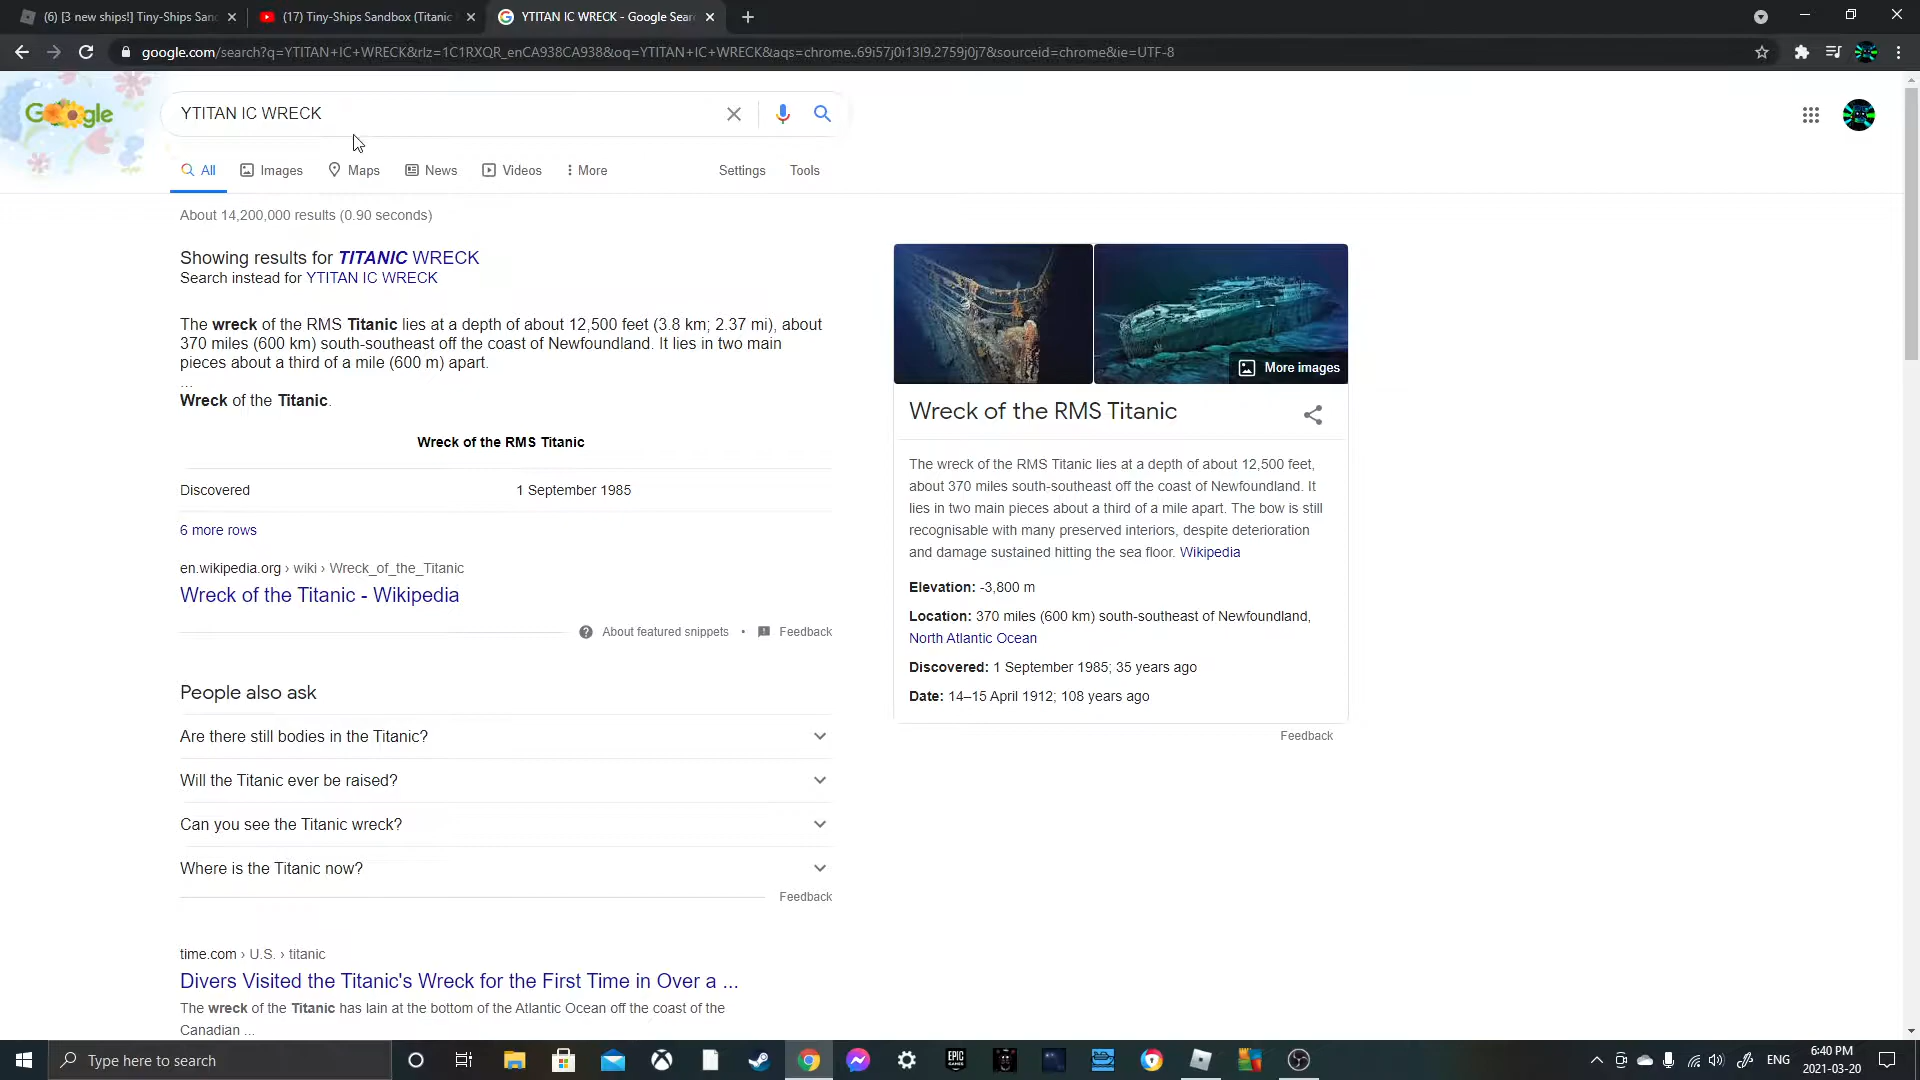 (6) [3 new ships!] Tiny-Ships San
(17) Tiny-Ships Sandbox (Titanic
YTITAN IC WRECK - Google Sear
google.com/search?q=YTITAN+IC+WRECK&rlz=1C1RXQR_enCA938CA938&oq=YTITAN+IC+WRECK&aqs=chrome..69i57j0i13l9.2759j0j7&sourceid=chrome&ie=UTF-8
Google
YTITAN IC WRECK
All Images Maps News Videos More Settings Tools
About 14,200,000 results (0.90 seconds)
Showing results for TITANIC WRECK
Search instead for YTITAN IC WRECK
The wreck of the RMS Titanic lies at a depth of about 12,500 feet (3.8 km; 2.37 mi), about
370 miles (600 km) south-southeast off the coast of Newfoundland. It lies in two main
pieces about a third of a mile (600 m) apart.
...
Wreck of the Titanic.
Wreck of the RMS Titanic
Discovered 1 September 1985
6 more rows
en.wikipedia.org › wiki › Wreck_of_the_Titanic
Wreck of the Titanic - Wikipedia
About featured snippets • Feedback
People also ask
Are there still bodies in the Titanic?
Will the Titanic ever be raised?
Can you see the Titanic wreck?
Where is the Titanic now?
Feedback
time.com › U.S. › titanic
Divers Visited the Titanic's Wreck for the First Time in Over a ...
The wreck of the Titanic has lain at the bottom of the Atlantic Ocean off the coast of the
Canadian ...
More images
Wreck of the RMS Titanic
The wreck of the RMS Titanic lies at a depth of about 12,500 feet,
about 370 miles south-southeast off the coast of Newfoundland. It
lies in two main pieces about a third of a mile apart. The bow is still
recognisable with many preserved interiors, despite deterioration
and damage sustained hitting the sea floor. Wikipedia
Elevation: -3,800 m
Location: 370 miles (600 km) south-southeast of Newfoundland,
North Atlantic Ocean
Discovered: 1 September 1985; 35 years ago
Date: 14–15 April 1912; 108 years ago
Feedback
Type here to search
EPIC
GAMES
ENG
6:40 PM
2021-03-20